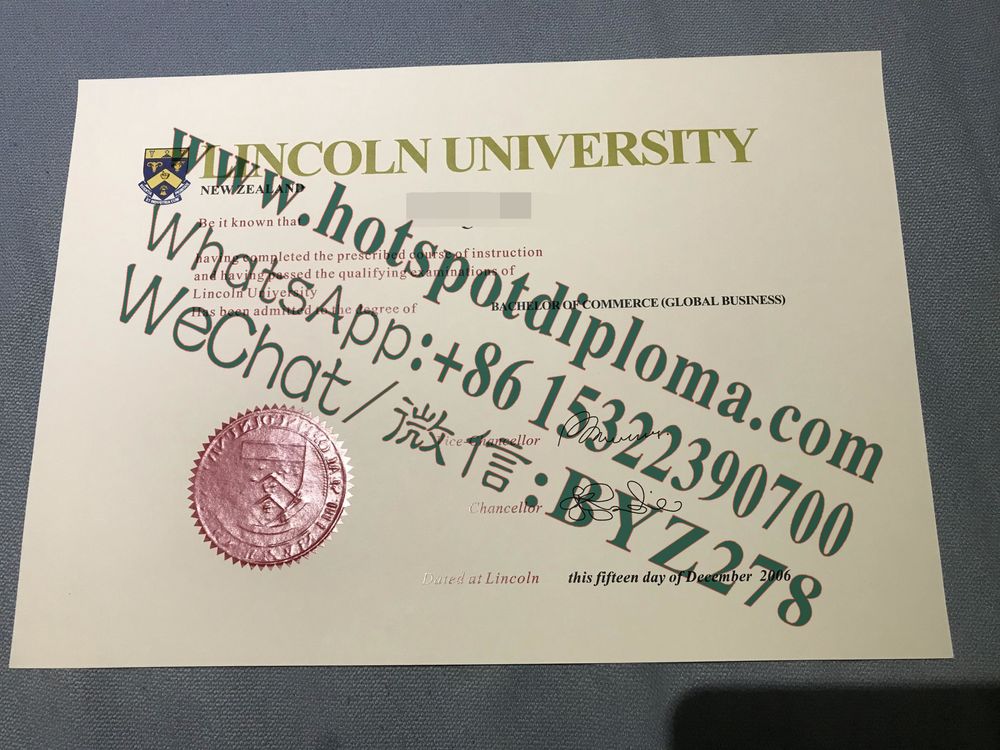 LINCOLN UNIVERSITY
NEW ZEALAND
Be it known that
having completed the prescribed course of instruction
and having passed the qualifying examinations of
Lincoln University
Has been admitted to the degree of
BACHELOR OF COMMERCE (GLOBAL BUSINESS)
Vice-Chancellor
Chancellor
Dated at Lincoln this fifteen day of December 2006
www.hotspotdiploma.com
WhatsApp:+86 15322390700
WeChat/微信:BYZ278